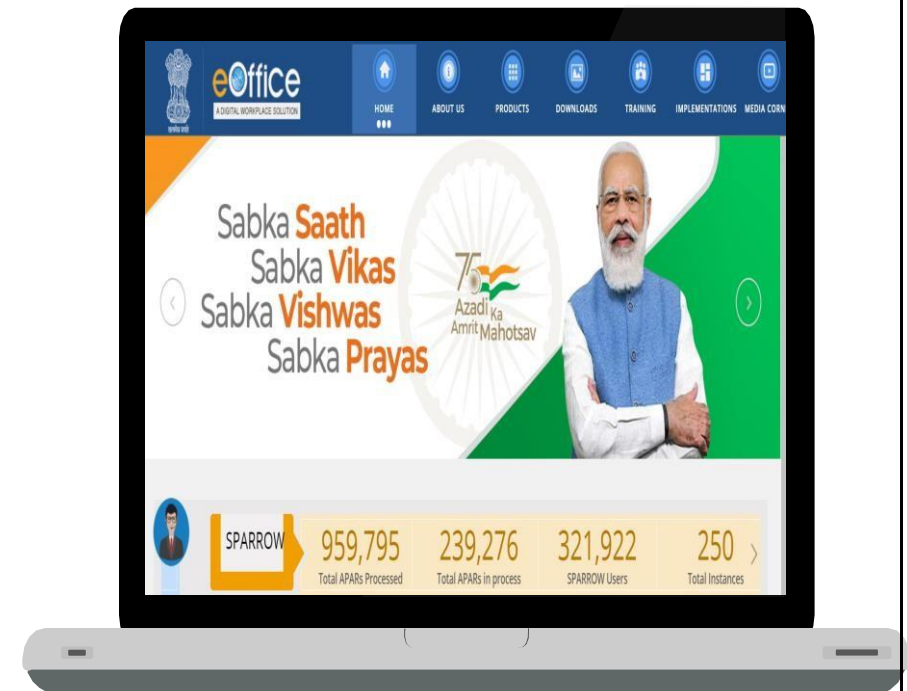 eOffice
A DIGITAL WORKPLACE SOLUTION
HOME
ABOUT US
PRODUCTS
DOWNLOADS
TRAINING
IMPLEMENTATIONS
MEDIA CORN
Sabka Saath
Sabka Vikas
Sabka Vishwas
Sabka Prayas
75
Azadi Ka
Amrit Mahotsav
SPARROW
959,795
Total APARs Processed
239,276
Total APARs in process
321,922
SPARROW Users
250
Total Instances